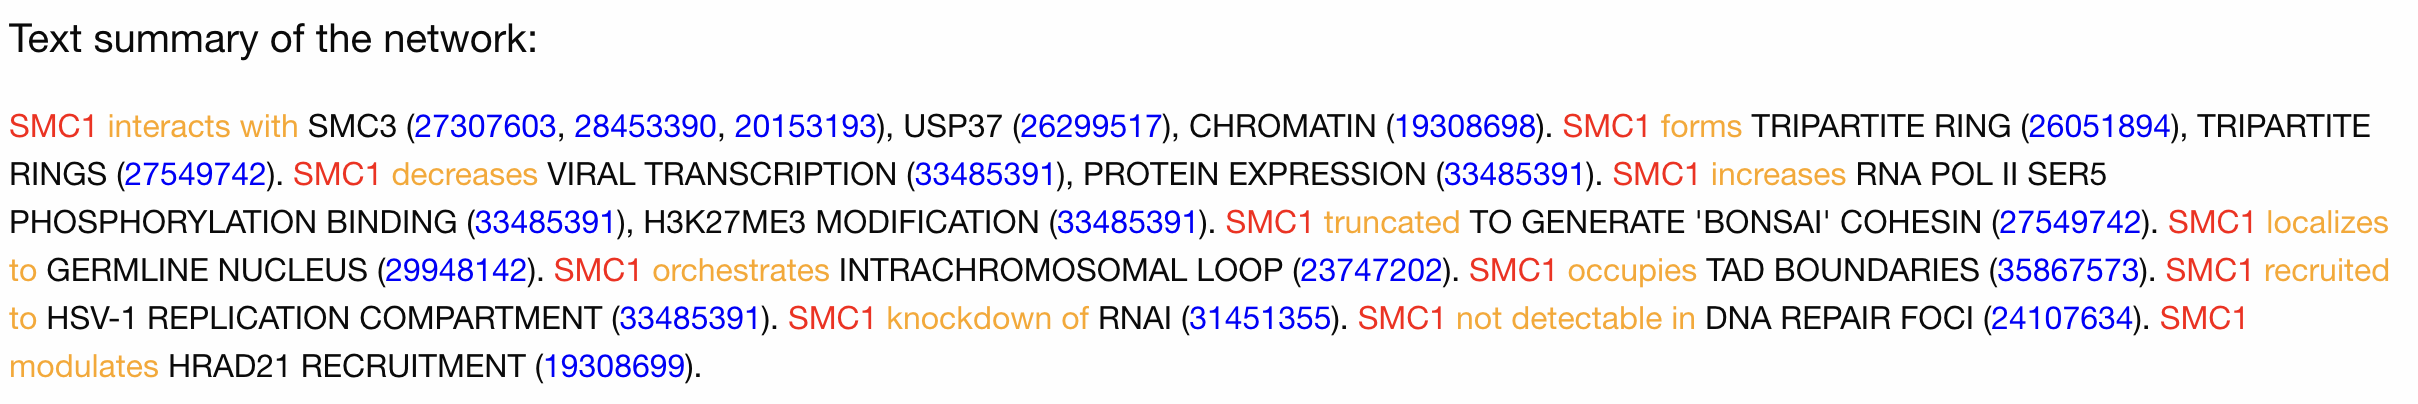 Text summary of the network:
SMC1 interacts with SMC3 (27307603, 28453390, 20153193), USP37 (26299517), CHROMATIN (19308698). SMC1 forms TRIPARTITE RING (26051894), TRIPARTITE
RINGS (27549742). SMC1 decreases VIRAL TRANSCRIPTION (33485391), PROTEIN EXPRESSION (33485391). SMC1 increases RNA POL II SER5
PHOSPHORYLATION BINDING (33485391), H3K27ME3 MODIFICATION (33485391). SMC1 truncated TO GENERATE 'BONSAI' COHESIN (27549742). SMC1 localizes
to GERMLINE NUCLEUS (29948142). SMC1 orchestrates INTRACHROMOSOMAL LOOP (23747202). SMC1 occupies TAD BOUNDARIES (35867573). SMC1 recruited
to HSV-1 REPLICATION COMPARTMENT (33485391). SMC1 knockdown of RNAI (31451355). SMC1 not detectable in DNA REPAIR FOCI (24107634). SMC1
modulates HRAD21 RECRUITMENT (19308699).